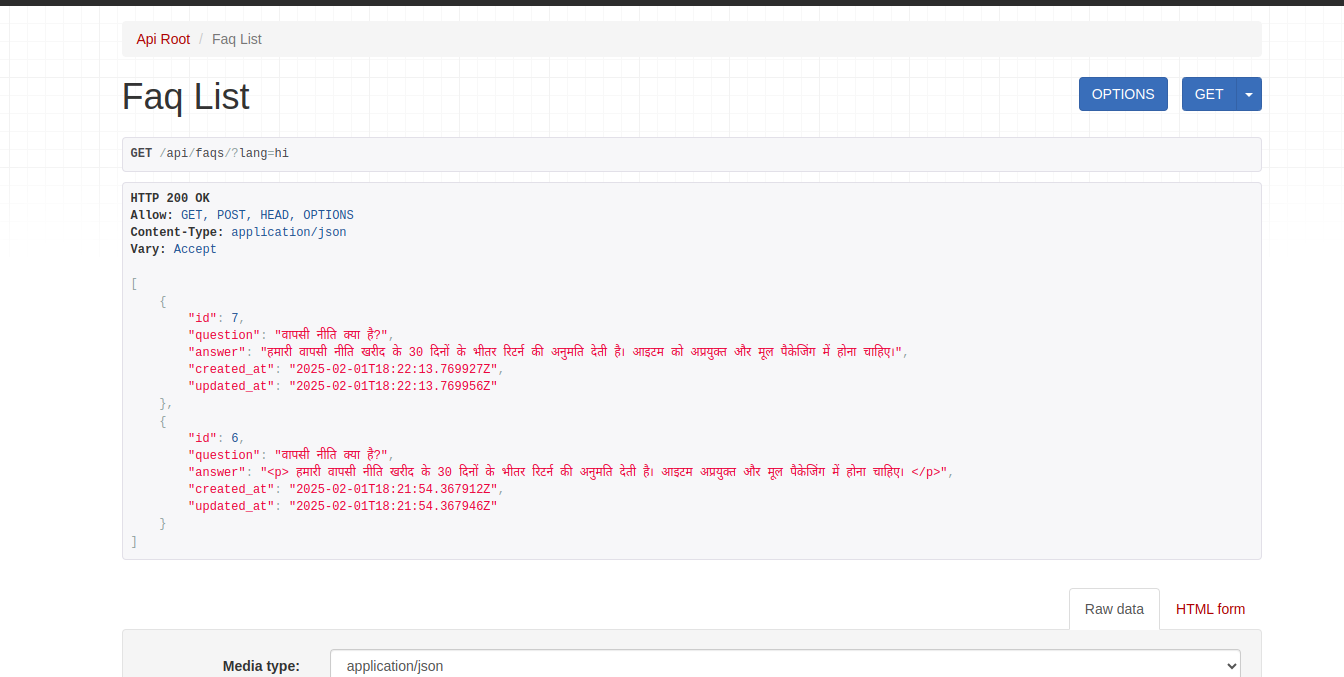 Api Root / Faq List
Faq List
OPTIONS GET
GET /api/faqs/?lang=hi
HTTP 200 OK
Allow: GET, POST, HEAD, OPTIONS
Content-Type: application/json
Vary: Accept
[
    {
        "id": 7,
        "question": "वापसी नीति क्या है?",
        "answer": "हमारी वापसी नीति खरीद के 30 दिनों के भीतर रिटर्न की अनुमति देती है। आइटम को अप्रयुक्त और मूल पैकेजिंग में होना चाहिए।",
        "created_at": "2025-02-01T18:22:13.769927Z",
        "updated_at": "2025-02-01T18:22:13.769956Z"
    },
    {
        "id": 6,
        "question": "वापसी नीति क्या है?",
        "answer": "<p> हमारी वापसी नीति खरीद के 30 दिनों के भीतर रिटर्न की अनुमति देती है। आइटम अप्रयुक्त और मूल पैकेजिंग में होना चाहिए। </p>",
        "created_at": "2025-02-01T18:21:54.367912Z",
        "updated_at": "2025-02-01T18:21:54.367946Z"
    }
]
Raw data HTML form
Media type: application/json